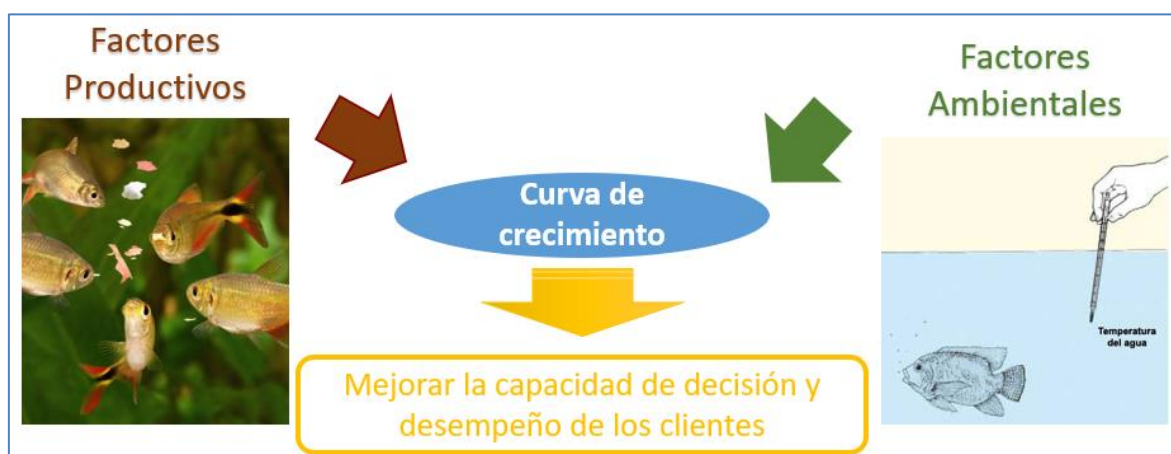 Factores
Productivos
Factores
Ambientales
Curva de
crecimiento
Temperatura
del agua
Mejorar la capacidad de decisión y
desempeño de los clientes